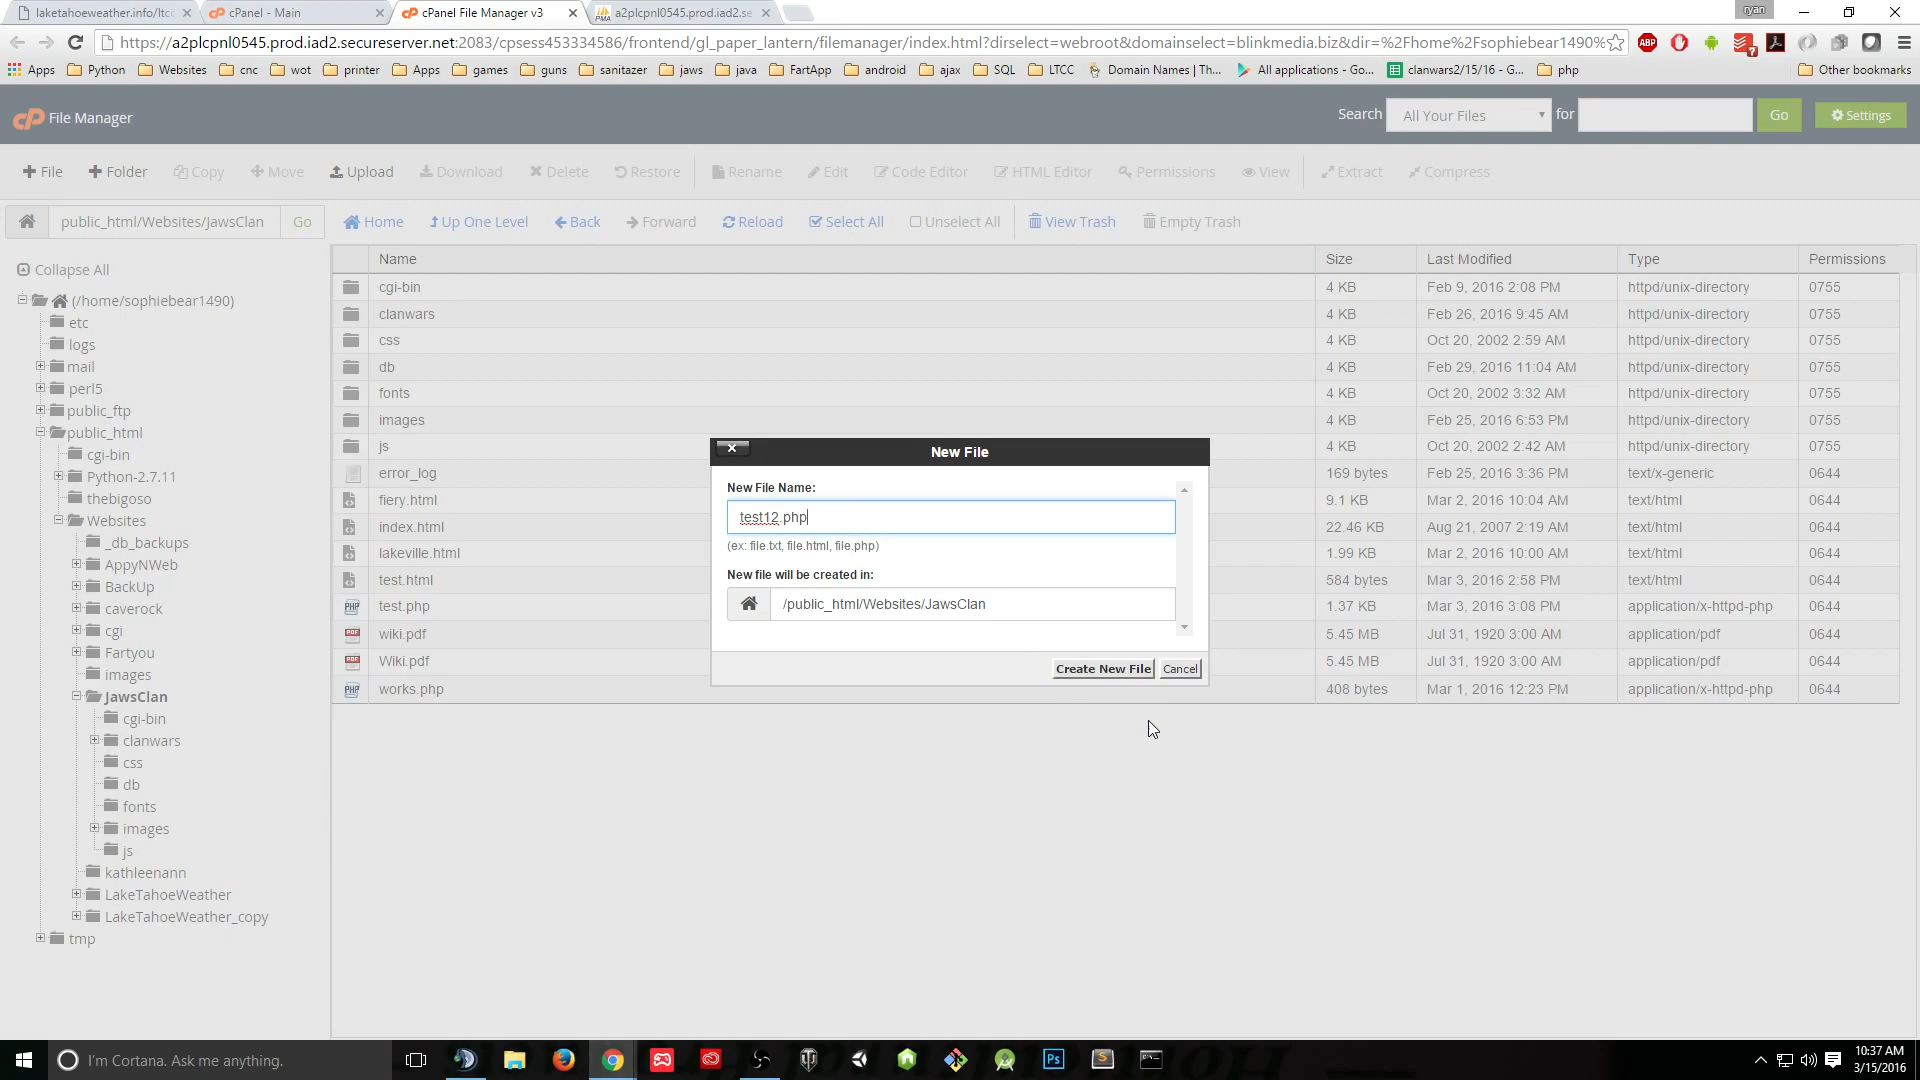 laketahoeweather.info/ltcc
cPanel - Main
cPanel File Manager v3
a2plcpnl0545.prod.iad2.se
ryan
https://a2plcpnl0545.prod.iad2.secureserver.net:2083/cpsess453334586/frontend/gl_paper_lantern/filemanager/index.html?dirselect=webroot&domainselect=blinkmedia.biz&dir=%2Fhome%2Fsophiebear1490%
Apps Python Websites cnc wot printer Apps games guns sanitazer jaws java FartApp android ajax SQL LTCC Domain Names | Th... All applications - Go... clanwars2/15/16 - G... php Other bookmarks
cP File Manager
Search All Your Files for Go Settings
File Folder Copy Move Upload Download Delete Restore Rename Edit Code Editor HTML Editor Permissions View Extract Compress
public_html/Websites/JawsClan Go Home Up One Level Back Forward Reload Select All Unselect All View Trash Empty Trash
Collapse All
(/home/sophiebear1490)
etc
logs
mail
perl5
public_ftp
public_html
cgi-bin
Python-2.7.11
thebigoso
Websites
_db_backups
AppyNWeb
BackUp
caverock
cgi
Fartyou
images
JawsClan
cgi-bin
clanwars
css
db
fonts
images
js
kathleenann
LakeTahoeWeather
LakeTahoeWeather_copy
tmp
Name Size Last Modified Type Permissions
cgi-bin 4 KB Feb 9, 2016 2:08 PM httpd/unix-directory 0755
clanwars 4 KB Feb 26, 2016 9:45 AM httpd/unix-directory 0755
css 4 KB Oct 20, 2002 2:59 AM httpd/unix-directory 0755
db 4 KB Feb 29, 2016 11:04 AM httpd/unix-directory 0755
fonts 4 KB Oct 20, 2002 3:32 AM httpd/unix-directory 0755
images 4 KB Feb 25, 2016 6:53 PM httpd/unix-directory 0755
js 4 KB Oct 20, 2002 2:42 AM httpd/unix-directory 0755
error_log 169 bytes Feb 25, 2016 3:36 PM text/x-generic 0644
fiery.html 9.1 KB Mar 2, 2016 10:04 AM text/html 0644
index.html 22.46 KB Aug 21, 2007 2:19 AM text/html 0644
lakeville.html 1.99 KB Mar 2, 2016 10:00 AM text/html 0644
test.html 584 bytes Mar 3, 2016 2:58 PM text/html 0644
PHP test.php 1.37 KB Mar 3, 2016 3:08 PM application/x-httpd-php 0644
PDF wiki.pdf 5.45 MB Jul 31, 1920 3:00 AM application/pdf 0644
PDF Wiki.pdf 5.45 MB Jul 31, 1920 3:00 AM application/pdf 0644
PHP works.php 408 bytes Mar 1, 2016 12:23 PM application/x-httpd-php 0644
New File
New File Name:
test12.php
(ex: file.txt, file.html, file.php)
New file will be created in:
/public_html/Websites/JawsClan
Create New File Cancel
I'm Cortana. Ask me anything.
10:37 AM
3/15/2016